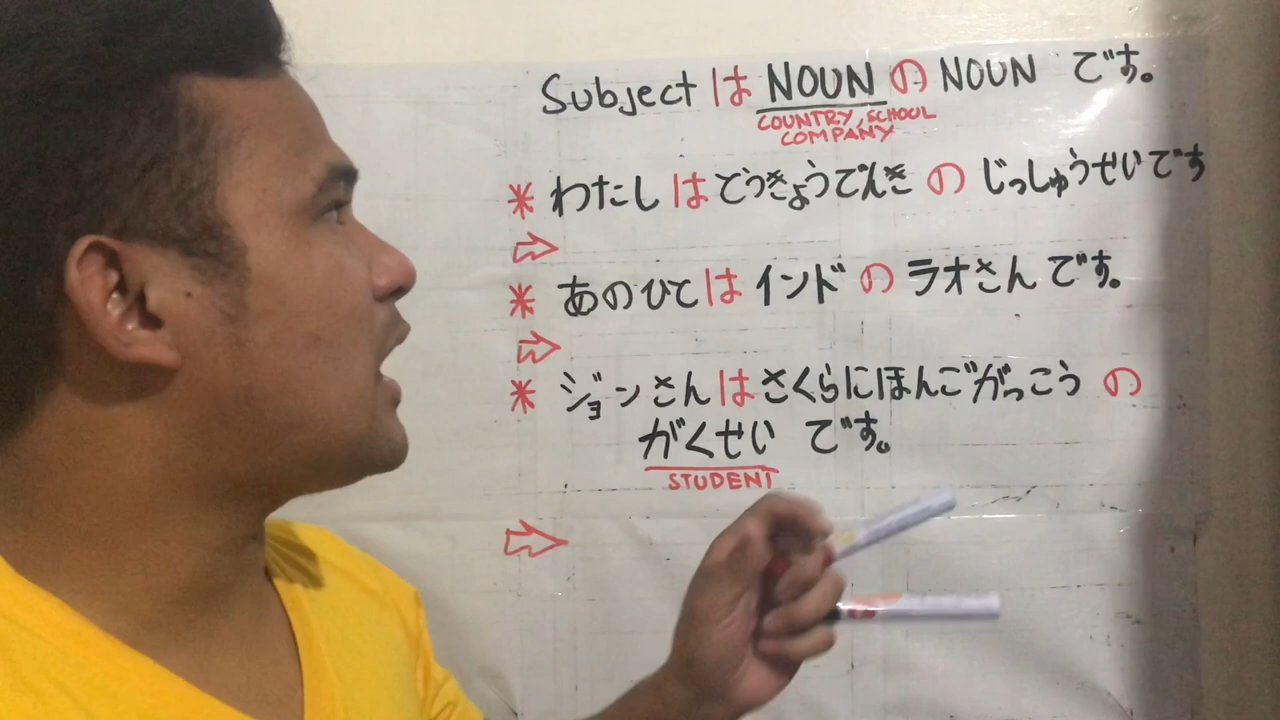 Subject は NOUN の NOUN です。
COUNTRY, SCHOOL
COMPANY
* わたし は とうきょうでんき の じっしゅうせいです
* あのひと は インド の ラオさん です。
* ジョンさん は さくらにほんごがっこう の
がくせい です。
STUDENT